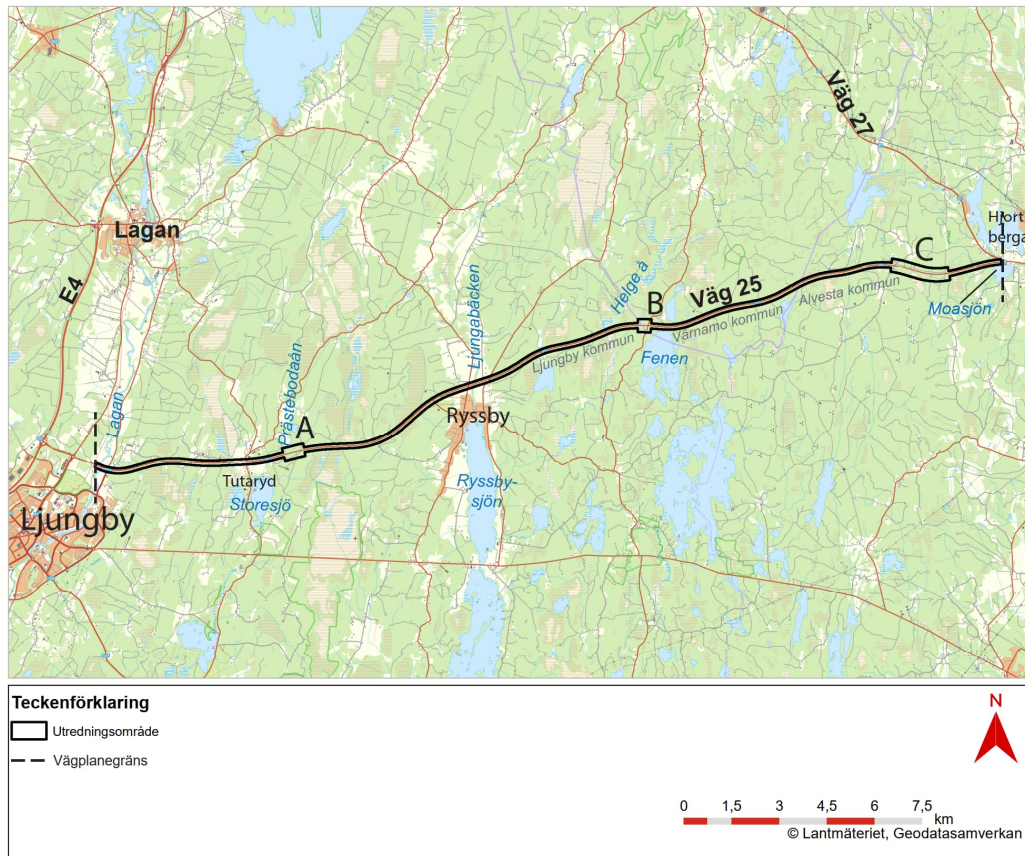 Väg 27
Lagan
Hjort
berga
C
E4
Helge å
Väg 25
Alvesta kommun
Moasjön
B
Värnamo kommun
Ljungabäcken
Ljungby kommun
Fenen
Prästebodaån
Ryssby
Lagan
A
Tutaryd
Storesjö
Ryssby-
sjön
Ljungby
Teckenförklaring
Utredningsområde
Vägplanegräns
N
0 1,5 3 4,5 6 7,5
km
© Lantmäteriet, Geodatasamverkan